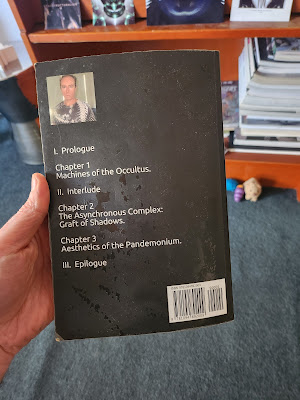 I. Prologue
Chapter 1
Machines of the Occultus.
II. Interlude
Chapter 2
The Asynchronous Complex:
Graft of Shadows.
Chapter 3
Aesthetics of the Pandemonium.
III. Epilogue